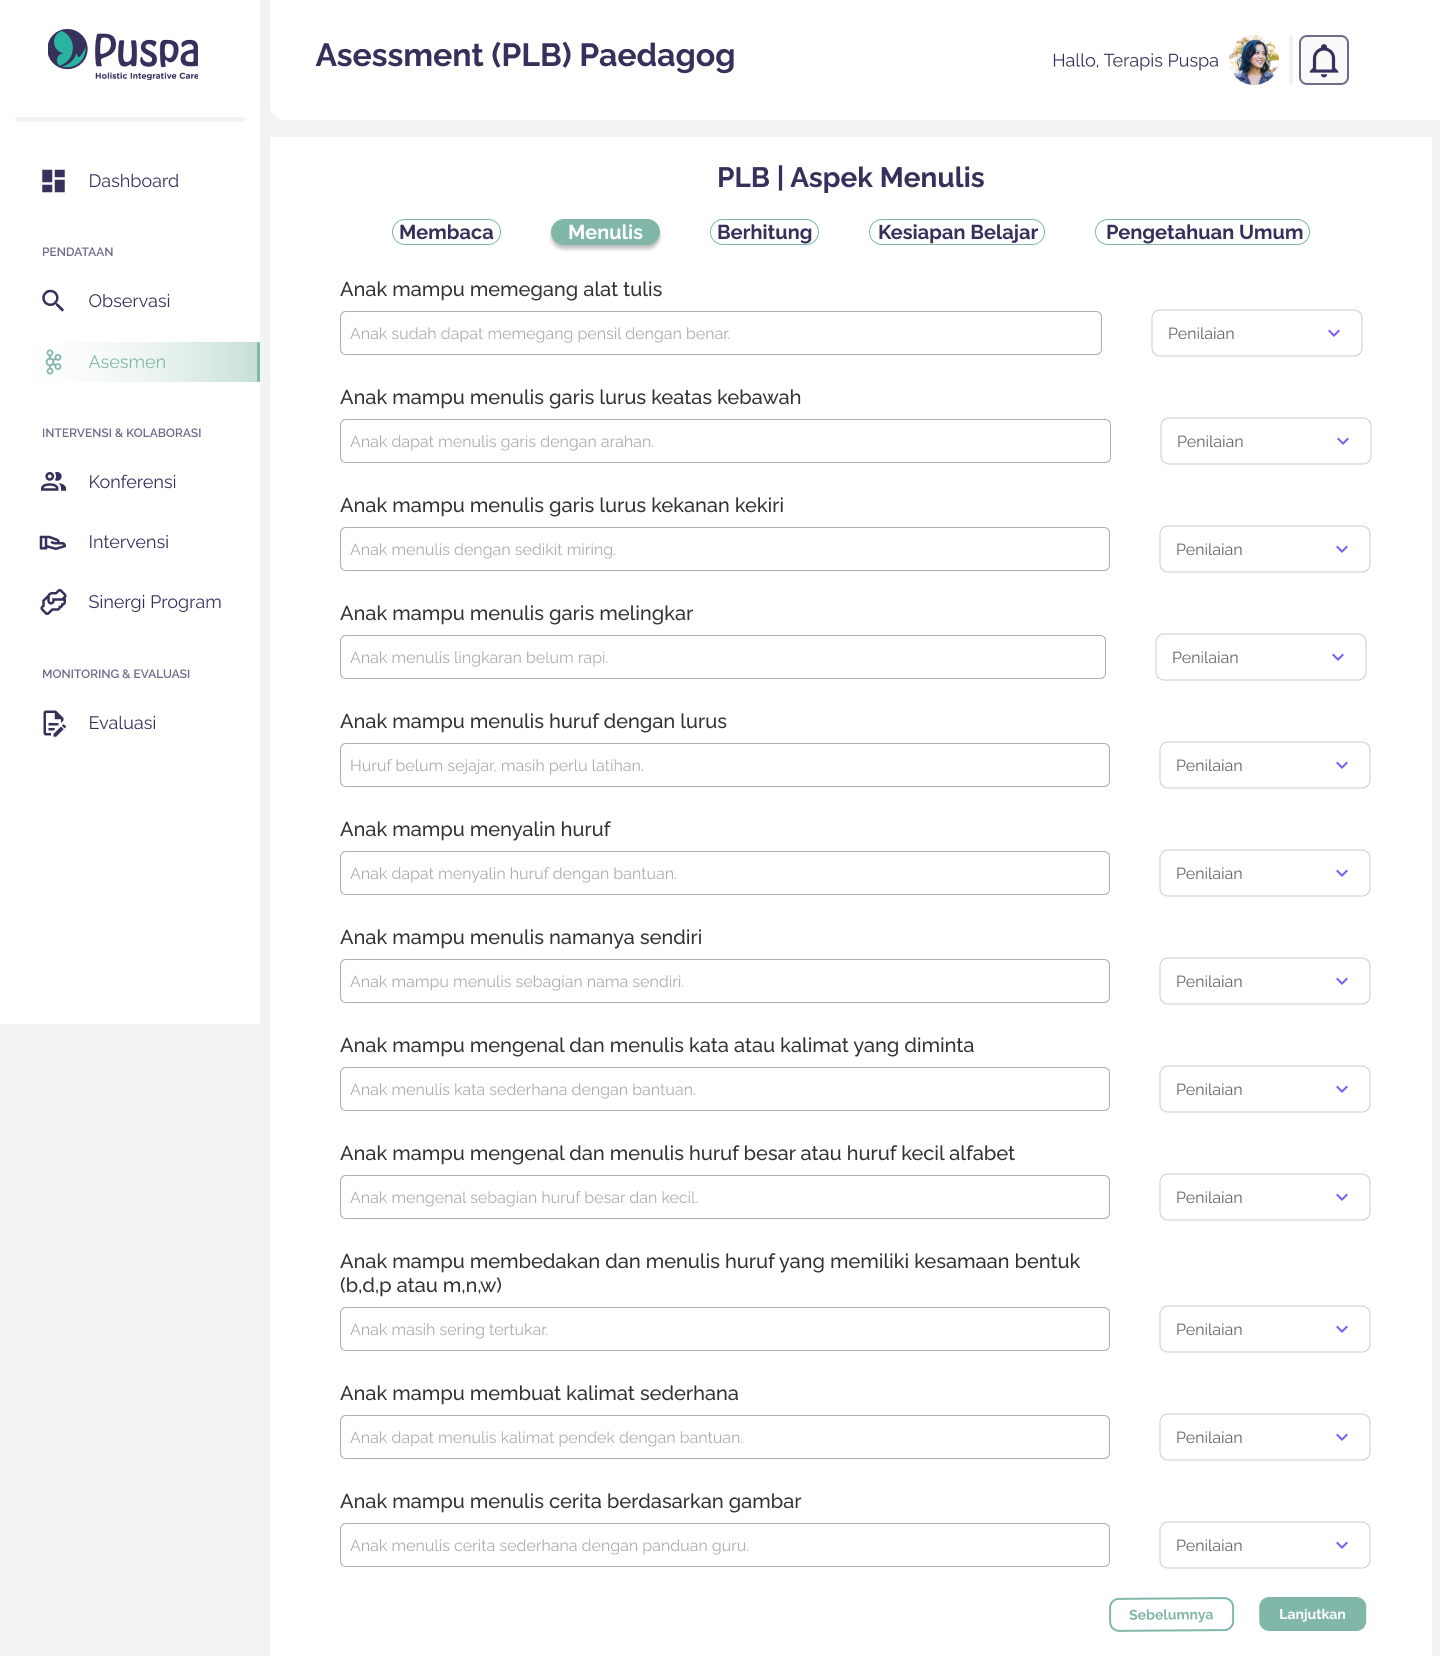 Puspa
Holistic Integrative Care
Asessment (PLB) Paedagog
Hallo, Terapis Puspa
Dashboard
PENDATAAN
Observasi
Asesmen
INTERVENSI & KOLABORASI
Konferensi
Intervensi
Sinergi Program
MONITORING & EVALUASI
Evaluasi
PLB | Aspek Menulis
Membaca
Menulis
Berhitung
Kesiapan Belajar
Pengetahuan Umum
Anak mampu memegang alat tulis
Anak sudah dapat memegang pensil dengan benar.
Penilaian
Anak mampu menulis garis lurus keatas kebawah
Anak dapat menulis garis dengan arahan.
Penilaian
Anak mampu menulis garis lurus kekanan kekiri
Anak menulis dengan sedikit miring.
Penilaian
Anak mampu menulis garis melingkar
Anak menulis lingkaran belum rapi.
Penilaian
Anak mampu menulis huruf dengan lurus
Huruf belum sejajar, masih perlu latihan.
Penilaian
Anak mampu menyalin huruf
Anak dapat menyalin huruf dengan bantuan.
Penilaian
Anak mampu menulis namanya sendiri
Anak mampu menulis sebagian nama sendiri.
Penilaian
Anak mampu mengenal dan menulis kata atau kalimat yang diminta
Anak menulis kata sederhana dengan bantuan.
Penilaian
Anak mampu mengenal dan menulis huruf besar atau huruf kecil alfabet
Anak mengenal sebagian huruf besar dan kecil.
Penilaian
Anak mampu membedakan dan menulis huruf yang memiliki kesamaan bentuk
(b,d,p atau m,n,w)
Anak masih sering tertukar.
Penilaian
Anak mampu membuat kalimat sederhana
Anak dapat menulis kalimat pendek dengan bantuan.
Penilaian
Anak mampu menulis cerita berdasarkan gambar
Anak menulis cerita sederhana dengan panduan guru.
Penilaian
Sebelumnya
Lanjutkan